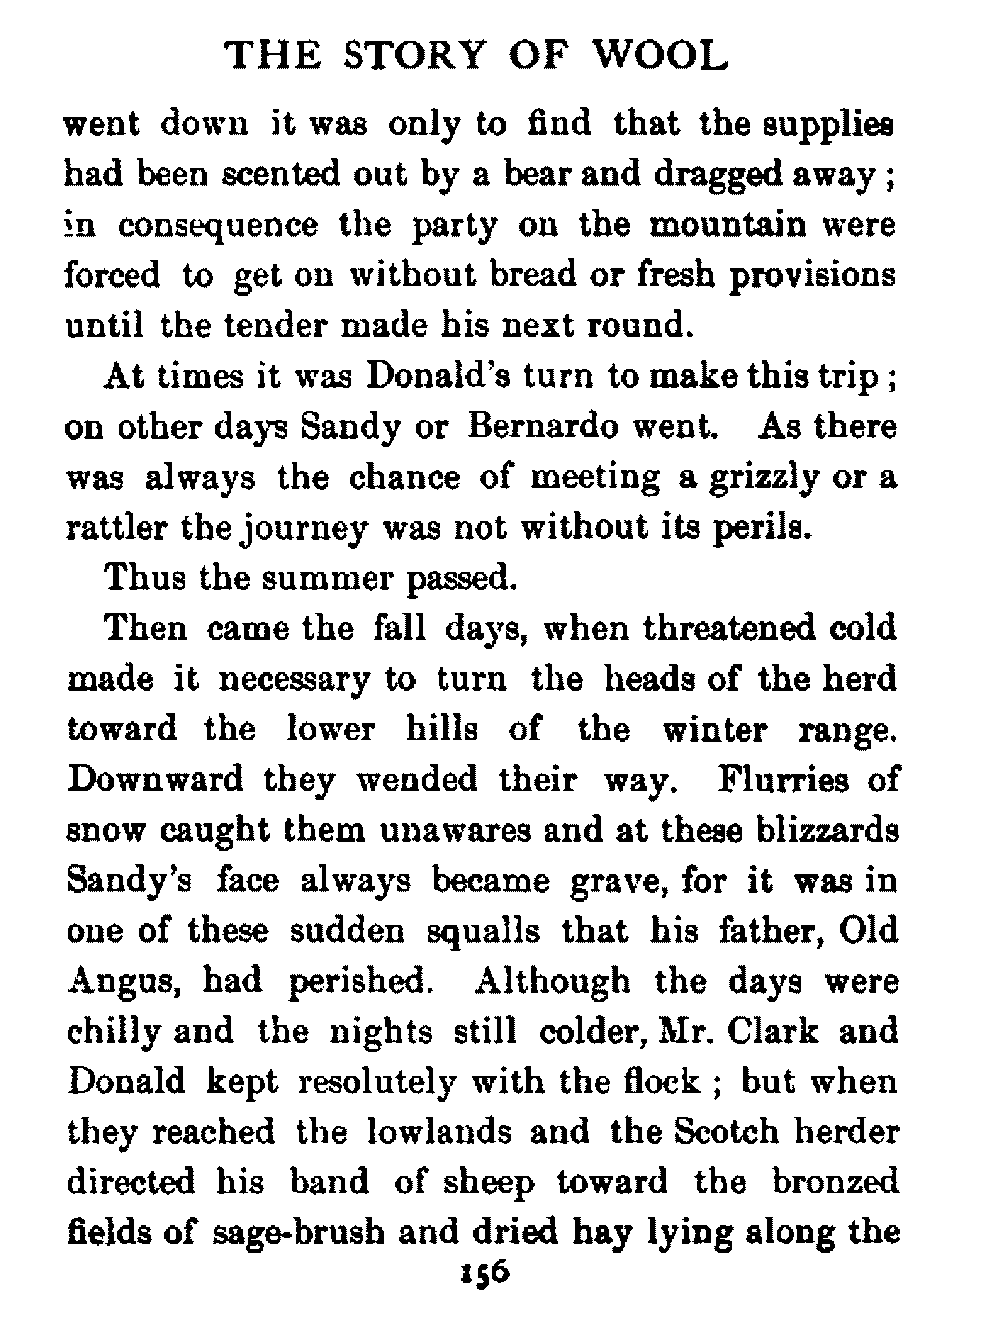 THE STORY OF WOOL
went down it was only to find that the supplies
had been scented out by a bear and dragged away ;
in consequence the party on the mountain were
forced to get on without bread or fresh provisions
until the tender made his next round.
At times it was Donald's turn to make this trip ;
on other days Sandy or Bernardo went. As there
was always the chance of meeting a grizzly or a
rattler the journey was not without its perils.
Thus the summer passed.
Then came the fall days, when threatened cold
made it necessary to turn the heads of the herd
toward the lower hills of the winter range.
Downward they wended their way. Flurries of
snow caught them unawares and at these blizzards
Sandy's face always became grave, for it was in
one of these sudden squalls that his father, Old
Angus, had perished. Although the days were
chilly and the nights still colder, Mr. Clark and
Donald kept resolutely with the flock ; but when
they reached the lowlands and the Scotch herder
directed his band of sheep toward the bronzed
fields of sage-brush and dried hay lying along the
156